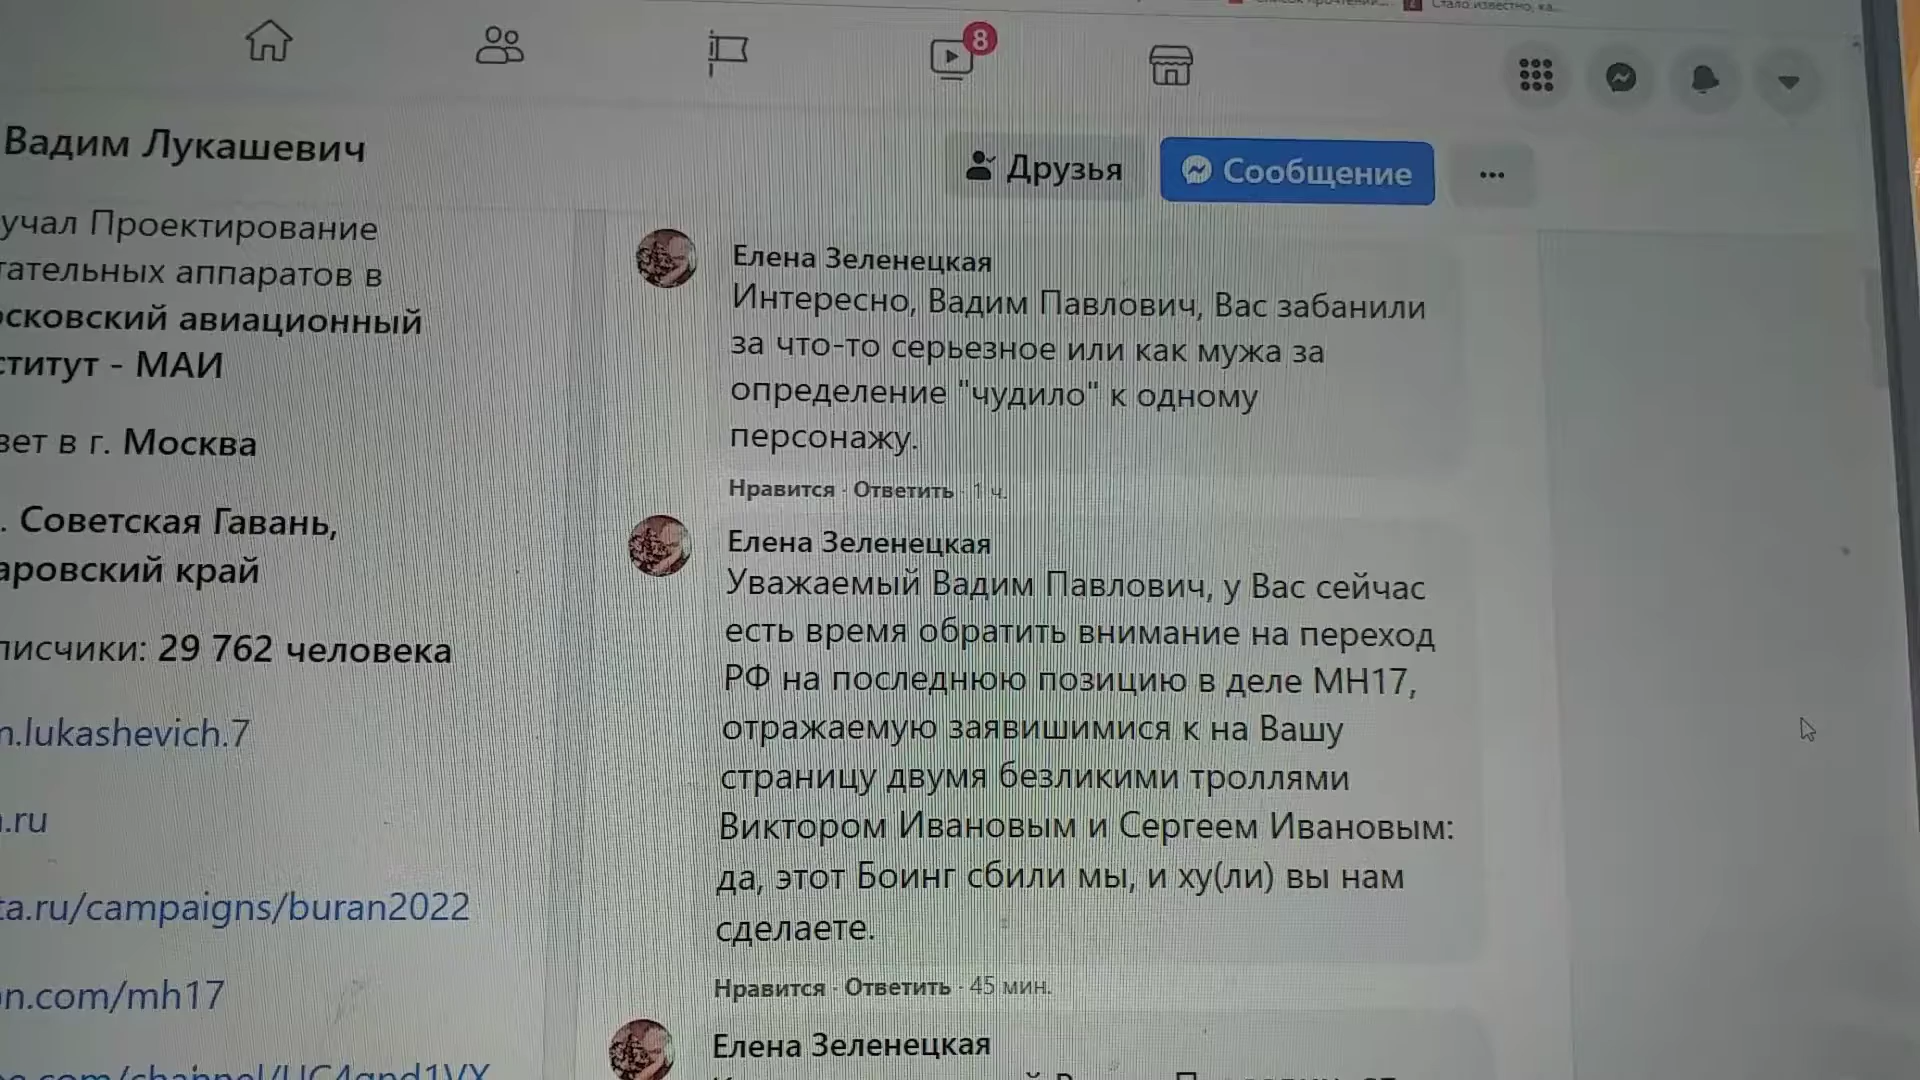 8
Вадим Лукашевич
Друзья
Сообщение
учал Проектирование
тательных аппаратов в
осковский авиационный
ститут - МАИ
вет в г. Москва
. Советская Гавань,
аровский край
писчики: 29 762 человека
m.lukashevich.7
.ru
ta.ru/campaigns/buran2022
on.com/mh17
Елена Зеленецкая
Интересно, Вадим Павлович, Вас забанили
за что-то серьезное или как мужа за
определение "чудило" к одному
персонажу.
Нравится · Ответить · 1 ч.
Елена Зеленецкая
Уважаемый Вадим Павлович, у Вас сейчас
есть время обратить внимание на переход
РФ на последнюю позицию в деле МН17,
отражаемую заявишимися к на Вашу
страницу двумя безликими троллями
Виктором Ивановым и Сергеем Ивановым:
да, этот Боинг сбили мы, и ху(ли) вы нам
сделаете.
Нравится · Ответить · 45 мин.
Елена Зеленецкая